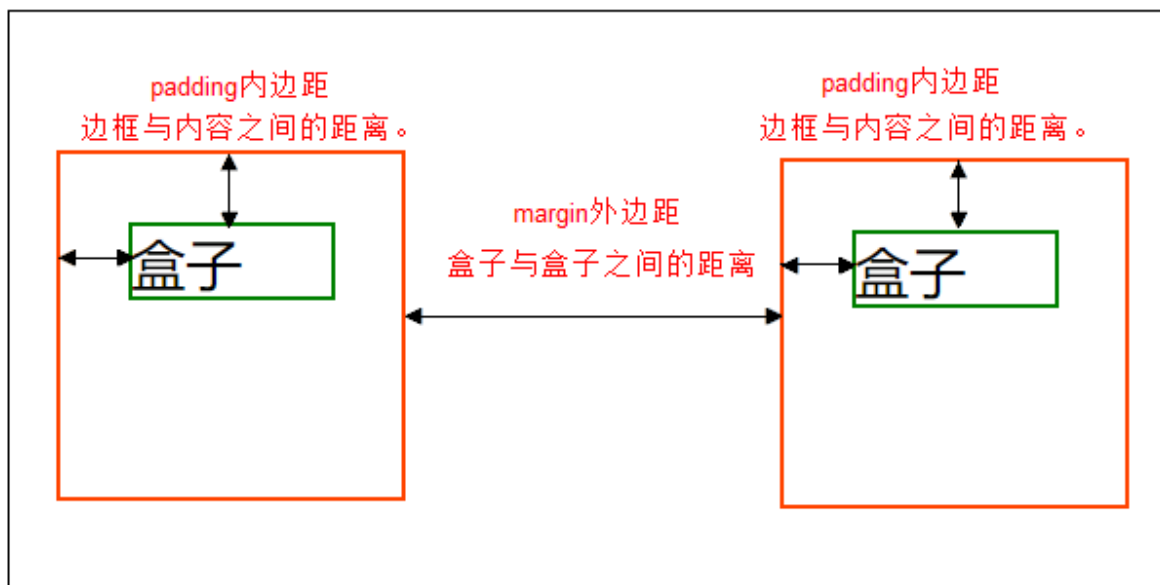 padding内边距
边框与内容之间的距离。
盒子
margin外边距
盒子与盒子之间的距离
padding内边距
边框与内容之间的距离。
盒子